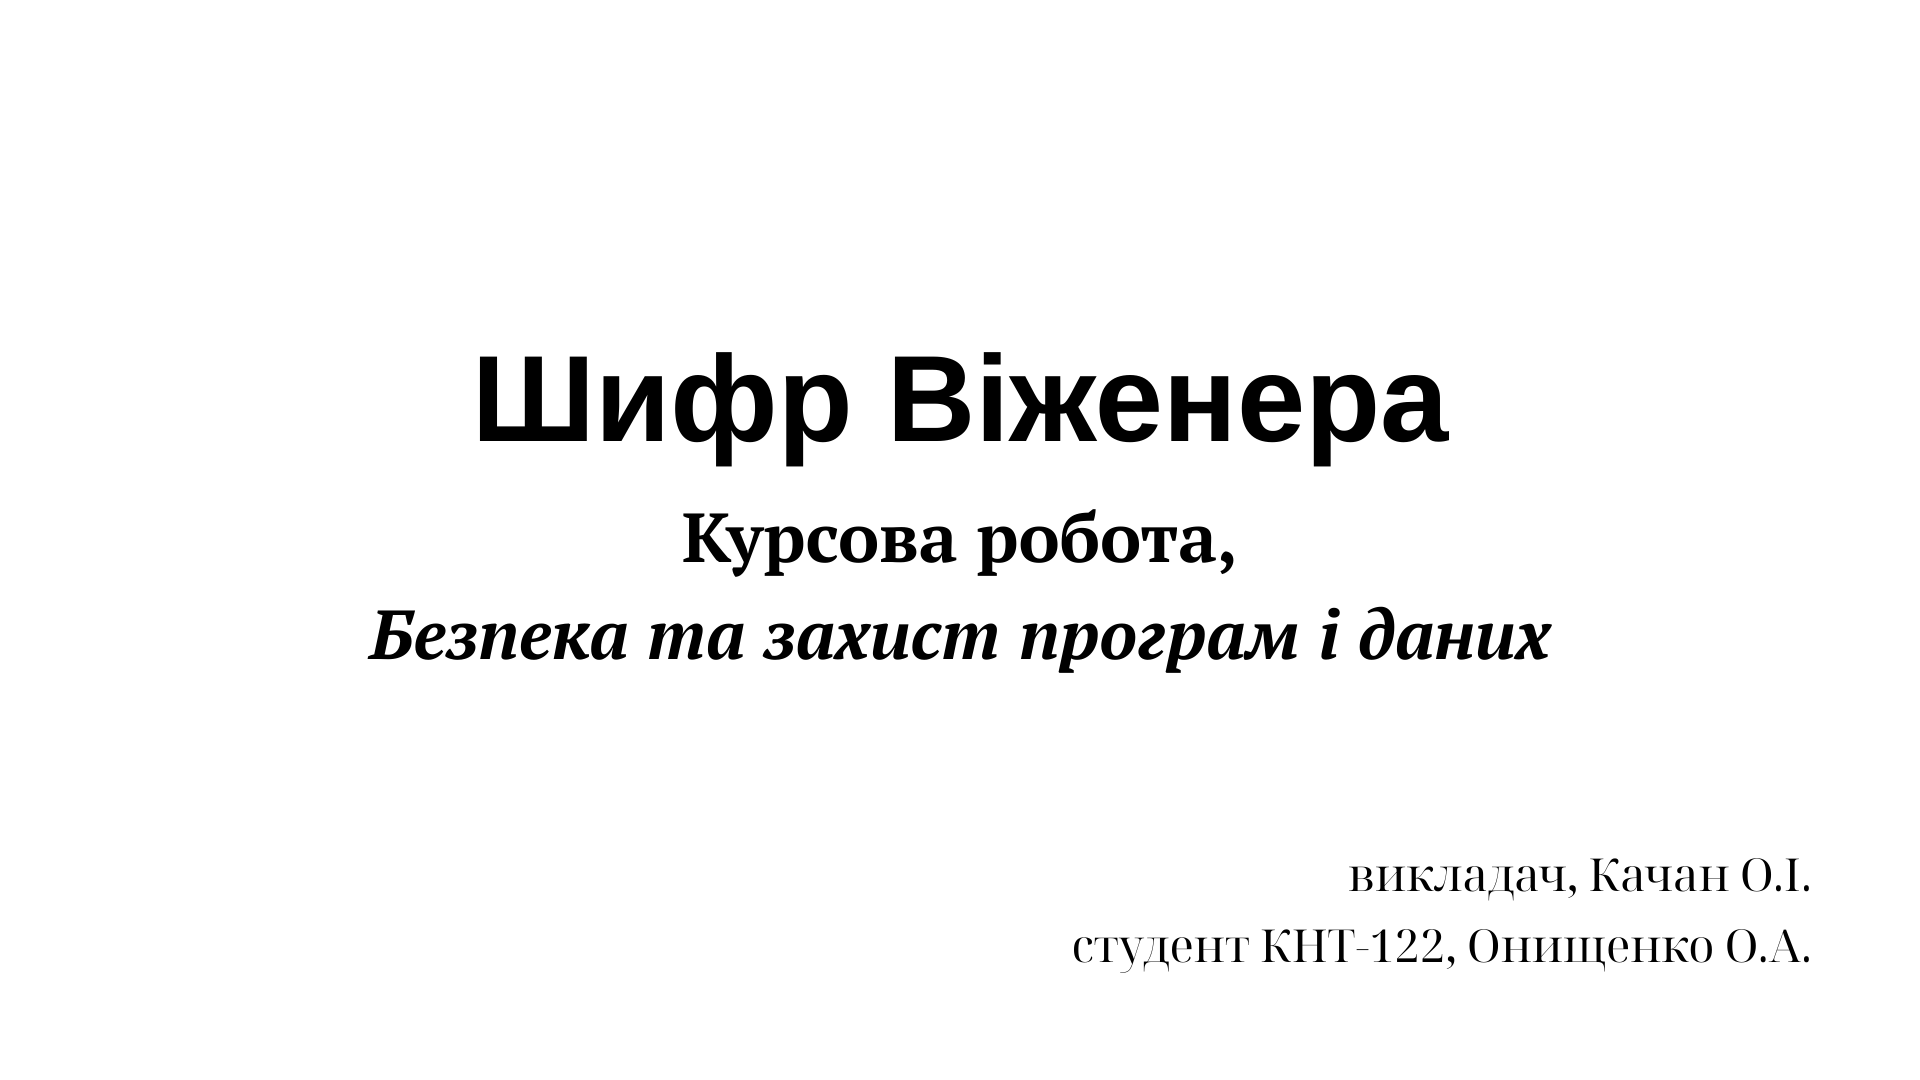 Шифр Віженера
Курсова робота,
Безпека та захист програм і даних
викладач, Качан О.І.
студент КНТ-122, Онищенко О.А.